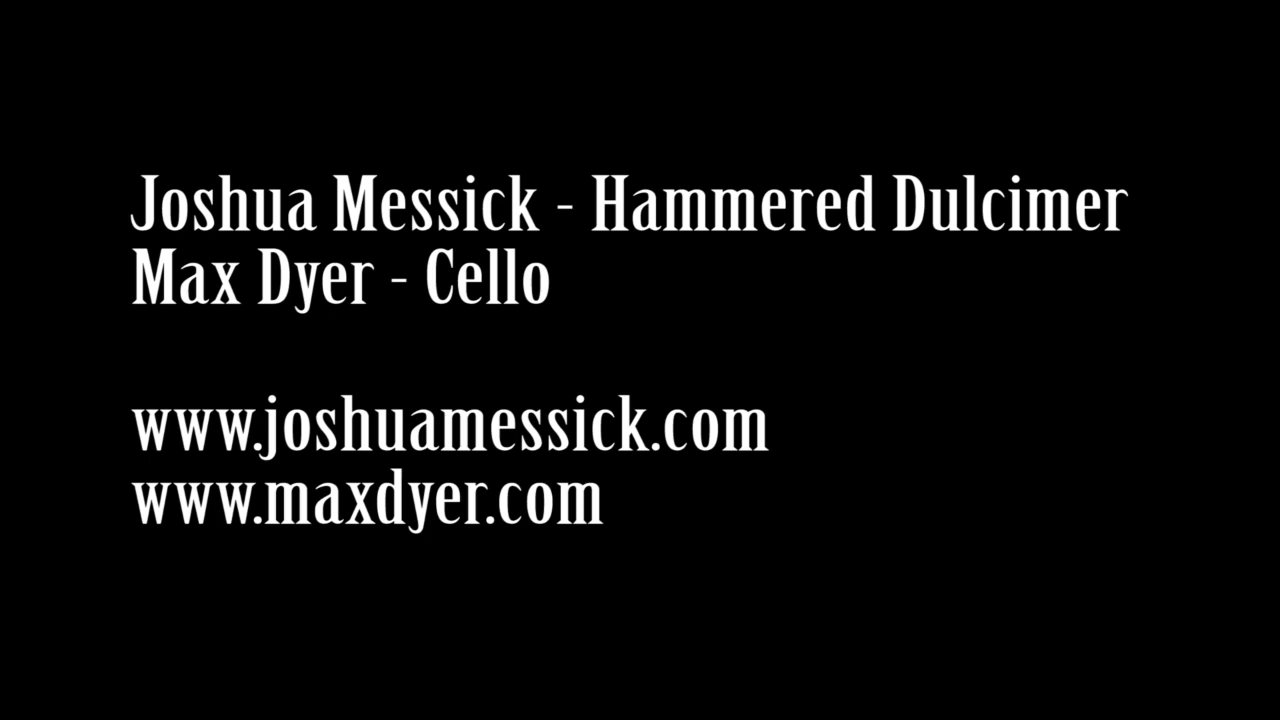 Joshua Messick - Hammered Dulcimer
Max Dyer - Cello
www.joshuamessick.com
www.maxdyer.com